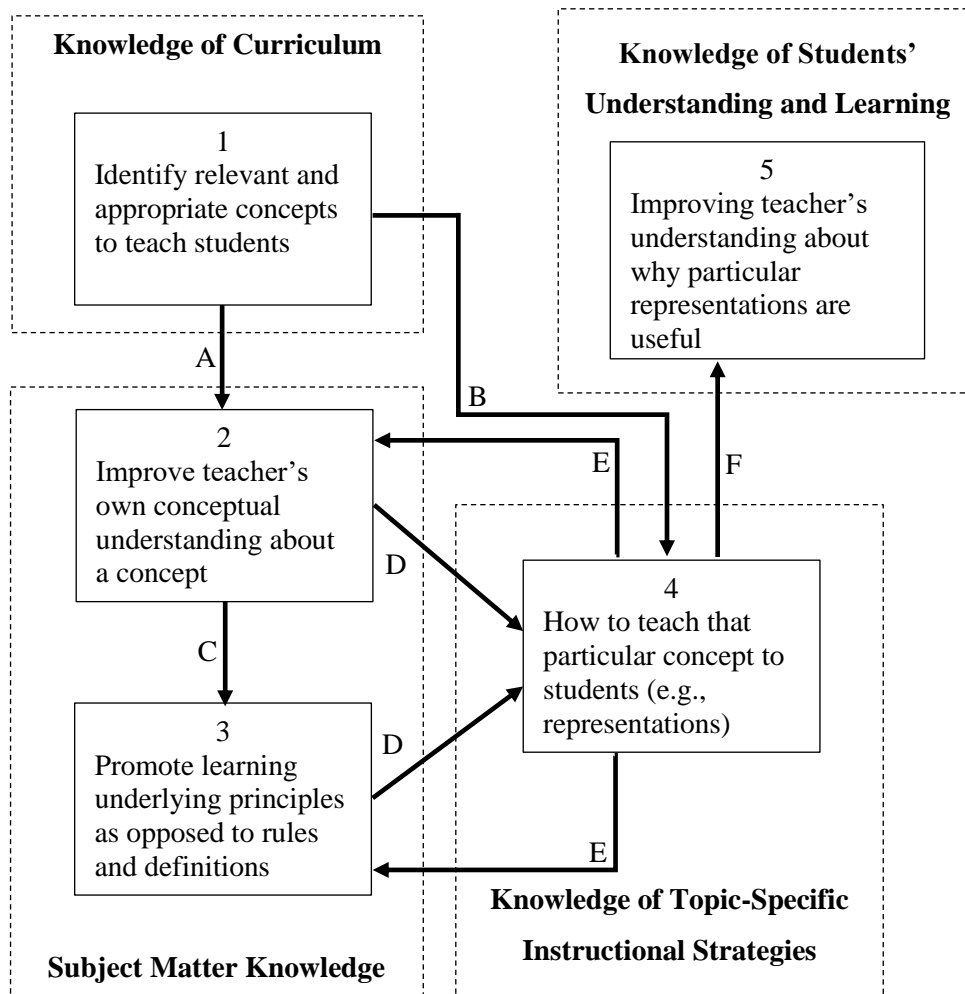 Knowledge of Curriculum
1
Identify relevant and
appropriate concepts
to teach students
Knowledge of Students’
Understanding and Learning
5
Improving teacher’s
understanding about
why particular
representations are
useful
A
B
E
F
2
Improve teacher’s
own conceptual
understanding about
a concept
D
4
How to teach that
particular concept to
students (e.g.,
representations)
C
D
3
Promote learning
underlying principles
as opposed to rules
and definitions
E
Knowledge of Topic-Specific
Instructional Strategies
Subject Matter Knowledge